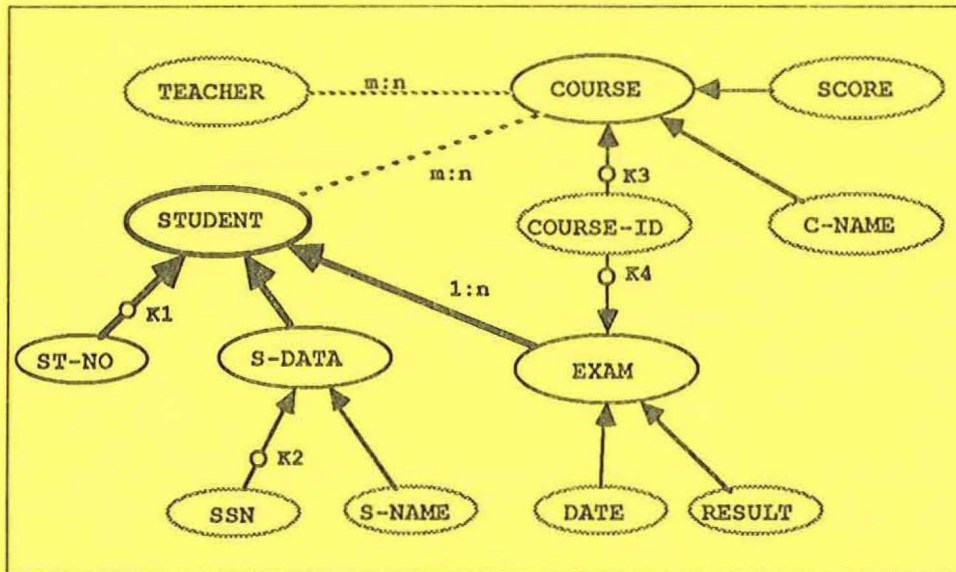 TEACHER
m:n
COURSE
SCORE
m:n
K3
STUDENT
COURSE-ID
C-NAME
K1
1:n
K4
ST-NO
S-DATA
EXAM
K2
SSN
S-NAME
DATE
RESULT